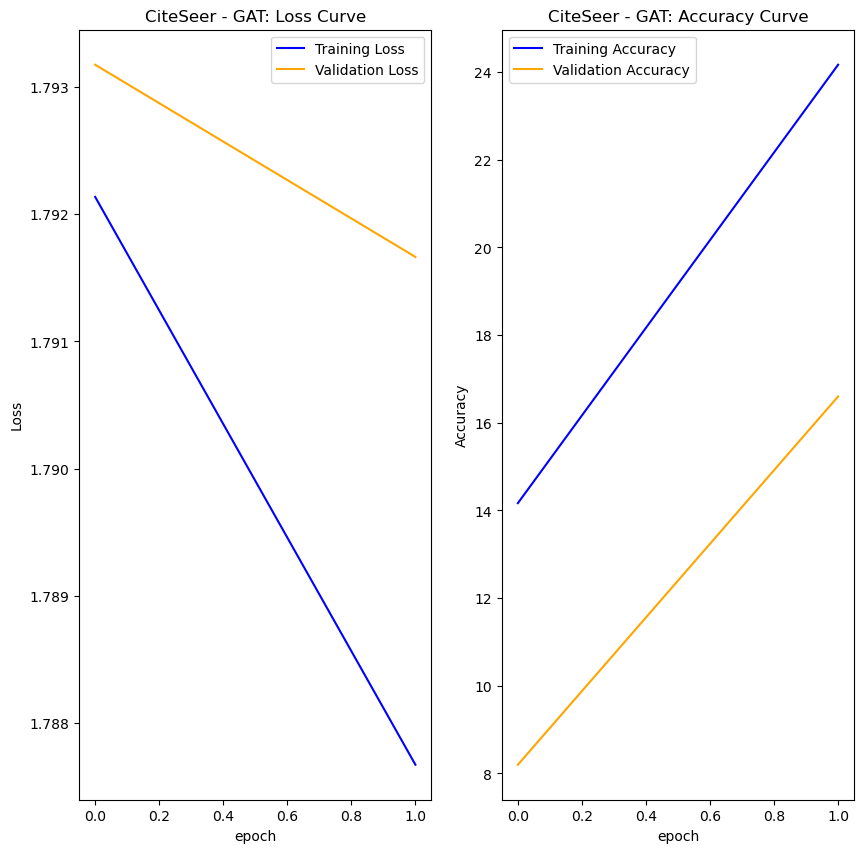 CiteSeer - GAT: Loss Curve
Training Loss
Validation Loss
1.793
1.792
1.791
1.790
1.789
1.788
Loss
0.0 0.2 0.4 0.6 0.8 1.0
epoch
CiteSeer - GAT: Accuracy Curve
Training Accuracy
Validation Accuracy
24
22
20
18
16
14
12
10
8
Accuracy
0.0 0.2 0.4 0.6 0.8 1.0
epoch